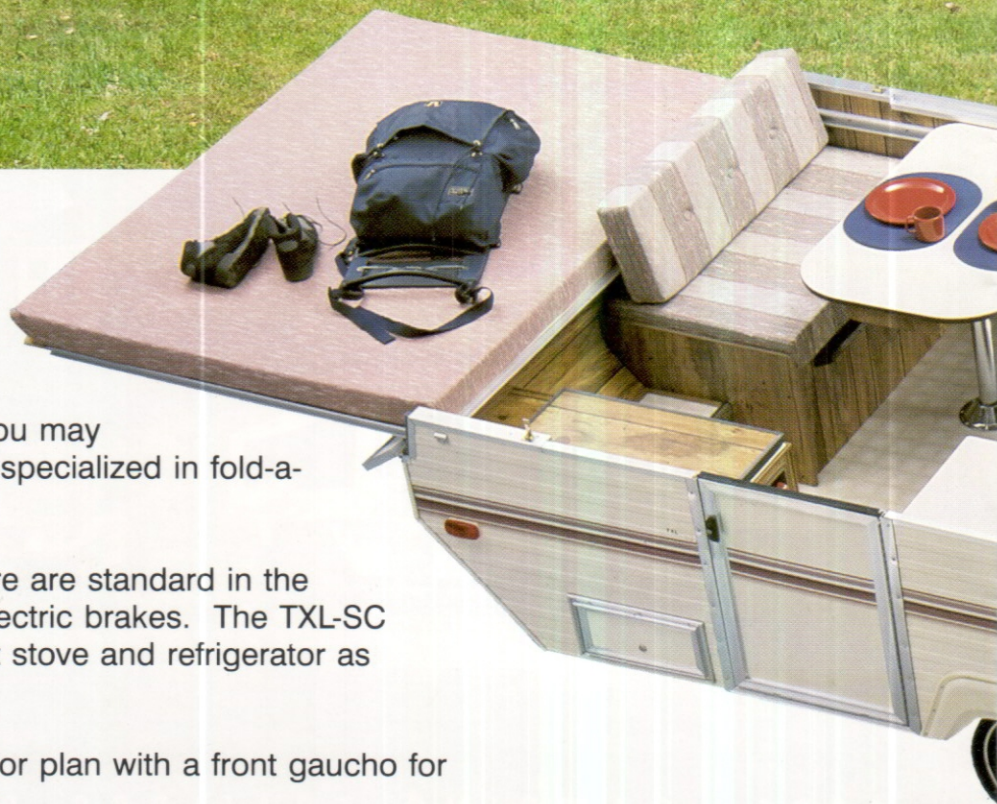 ou may
specialized in fold-a-
re are standard in the
ectric brakes. The TXL-SC
t stove and refrigerator as
or plan with a front gaucho for
TXL